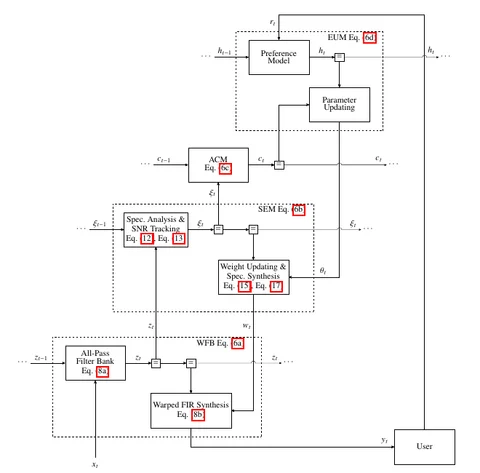 r_t
EUM Eq. (6d)
⋯ h_{t−1} Preference Model h_t = h_t ⋯
Parameter
Updating
⋯ c_{t−1} ACM c_t = c_t ⋯
Eq. (6c)
ξ_t
SEM Eq. (6b)
Spec. Analysis &
⋯ ξ_{t−1} SNR Tracking ξ_t = = ξ_t ⋯
Eq. (12), Eq. (13)
Weight Updating &
Spec. Synthesis θ_t
Eq. (15), Eq. (17)
z_t w_t
WFB Eq. (6a)
⋯ z_{t−1} All-Pass z_t = = z_t ⋯
Filter Bank
Eq. (8a)
Warped FIR Synthesis
Eq. (8b)
y_t User
x_t